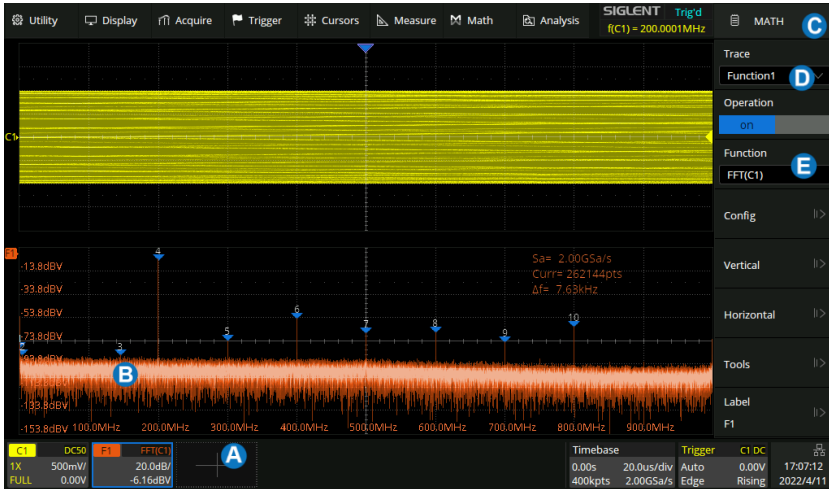 Utility Display Acquire Trigger Cursors Measure Math Analysis SIGLENT Trig'd MATH C
f(C1) = 200.0001MHz
Trace
Function1 D
Operation
on
C1
Function
E
FFT(C1)
Config
F1
4
Sa= 2.00GSa/s
Curr= 262144pts
Δf= 7.63kHz
-13.8dBV
Vertical
-33.8dBV
-53.8dBV
6
10
Horizontal
7
8
5
9
-73.8dBV
3
-93.8dBV
Tools
B
-133.8dBV
Label
F1
-153.8dBV 100.0MHz 200.0MHz 300.0MHz 400.0MHz 500.0MHz 600.0MHz 700.0MHz 800.0MHz 900.0MHz
C1 DC50 F1 FFT(C1) A Timebase Trigger C1 DC
1X 500mV/ 20.0dB/ 0.00s 20.0us/div Auto 0.00V 17:07:12
FULL 0.00V -6.16dBV 400kpts 2.00GSa/s Edge Rising 2022/4/11